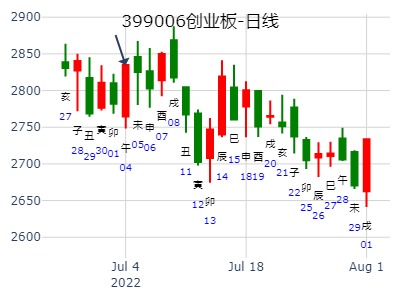 399006创业板-日线
2900
2850
2800
2750
2700
2650
2600
亥
27
子
28
丑
29
寅
30
卯
01
午
04
未
05
申
06
酉
07
戌
08
丑
11
寅
12
卯
13
辰
14
巳
15
申
18
酉
19
戌
20
亥
21
子
22
丑
25
寅
26
巳
27
午
28
未
29
戌
01
Jul 4
2022
Jul 18
Aug 1